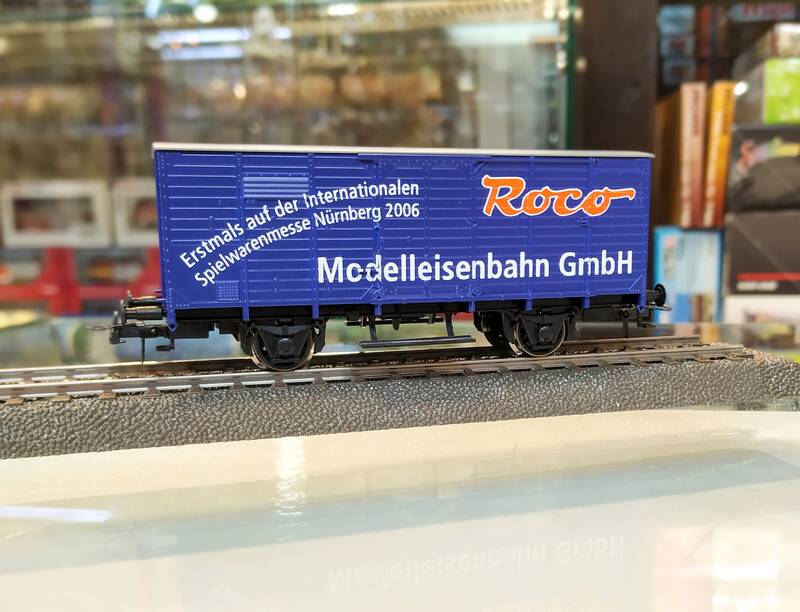 Erstmals auf der Internationalen
Spielwarenmesse Nürnberg 2006
Roco
Modelleisenbahn GmbH